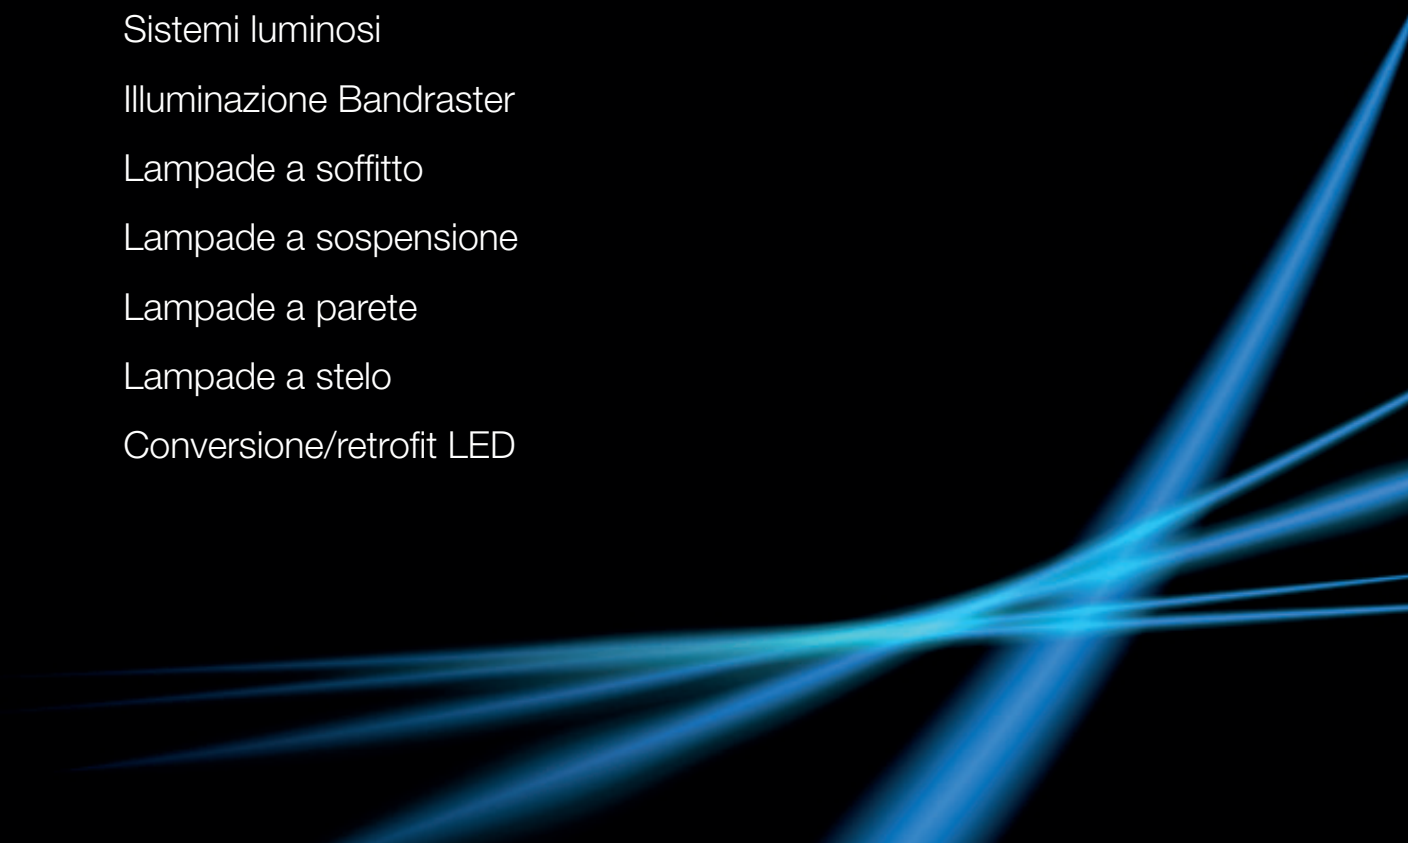 Sistemi luminosi
Illuminazione Bandraster
Lampade a soffitto
Lampade a sospensione
Lampade a parete
Lampade a stelo
Conversione/retrofit LED